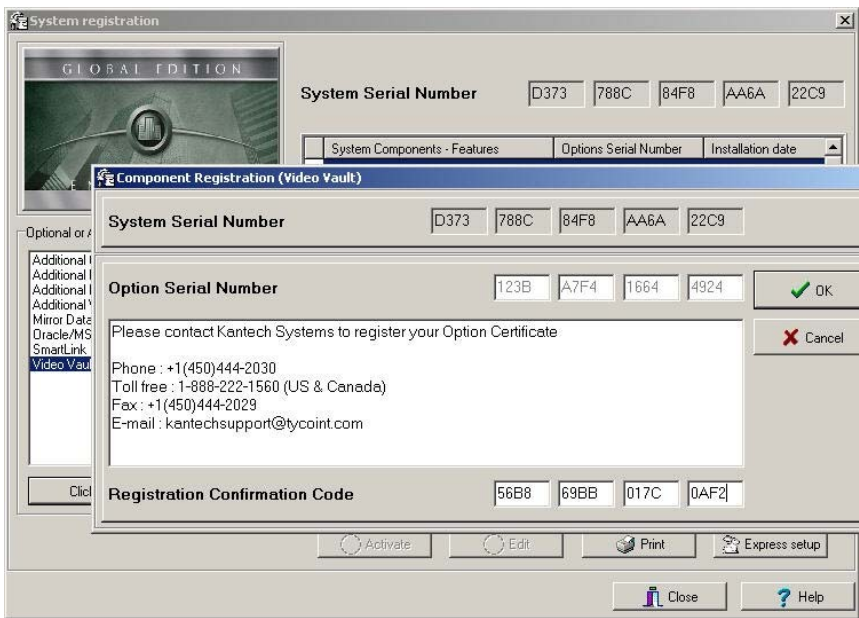 System registration
GLOBAL EDITION
System Serial Number D373 788C 84F8 AA6A 22C9
System Components - Features Options Serial Number Installation date
Component Registration (Video Vault)
System Serial Number D373 788C 84F8 AA6A 22C9
Optional or
Additional
Additional
Additional
Additional
Mirror Data
Oracle/MS
SmartLink
Video Vau
Option Serial Number 123B A7F4 1664 4924
OK
Please contact Kantech Systems to register your Option Certificate
Cancel
Phone : +1(450)444-2030
Toll free : 1-888-222-1560 (US & Canada)
Fax : +1(450)444-2029
E-mail : kantechsupport@tycoint.com
Clic
Registration Confirmation Code 56B8 69BB 017C 0AF2
Activate Edit Print Express setup
Close Help